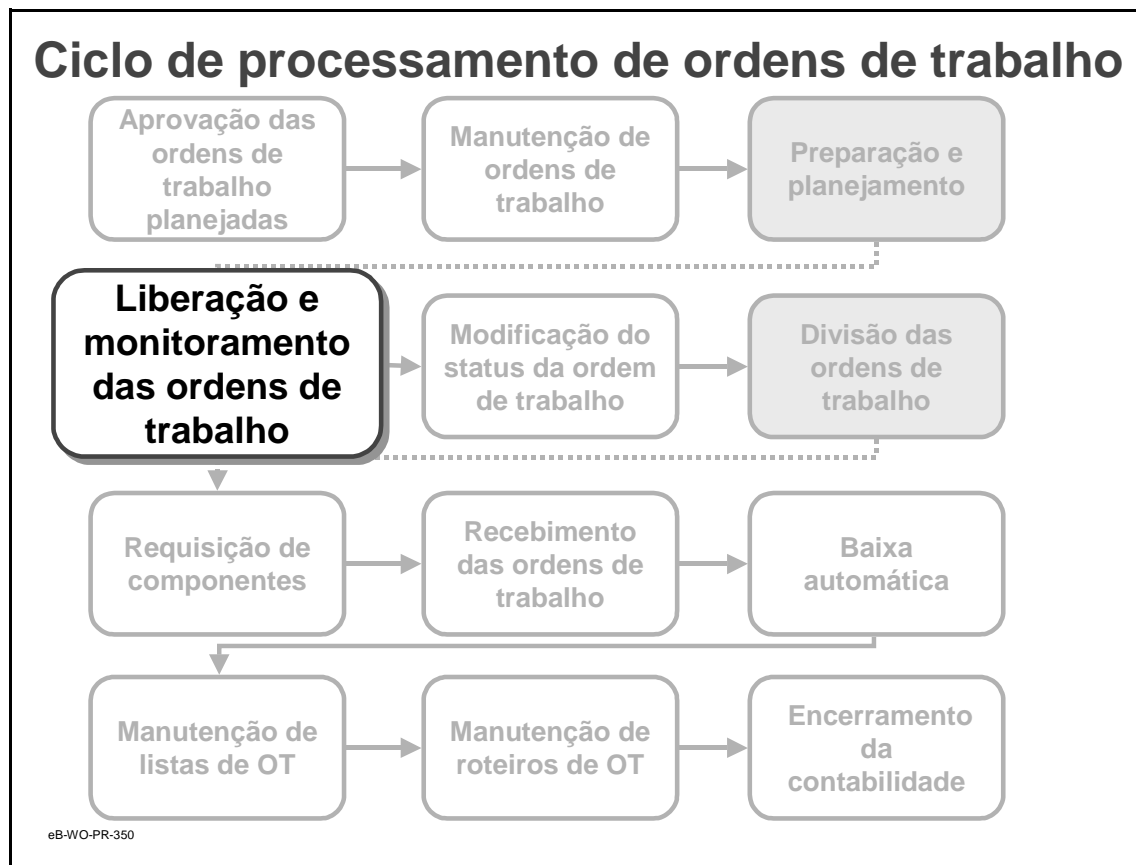 Ciclo de processamento de ordens de trabalho
Aprovação das
ordens de
trabalho
planejadas
Manutenção de
ordens de
trabalho
Preparação e
planejamento
Liberação e
monitoramento
das ordens de
trabalho
Modificação do
status da ordem
de trabalho
Divisão das
ordens de
trabalho
Requisição de
componentes
Recebimento
das ordens de
trabalho
Baixa
automática
Manutenção de
listas de OT
Manutenção de
roteiros de OT
Encerramento
da
contabilidade
eB-WO-PR-350